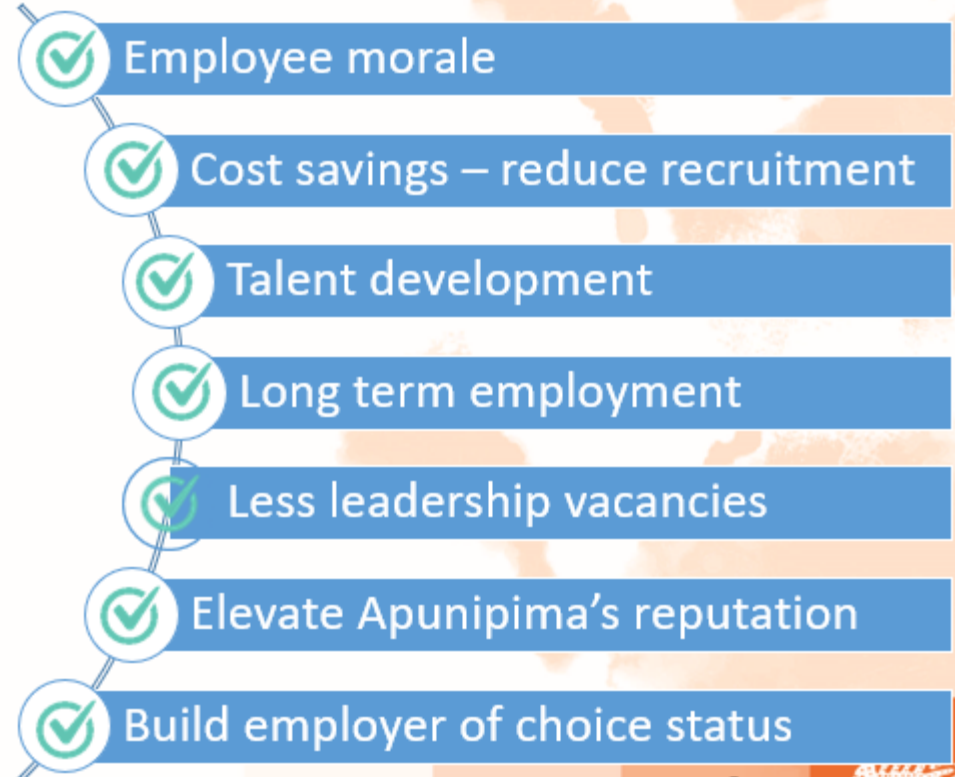 Employee morale
Cost savings – reduce recruitment
Talent development
Long term employment
Less leadership vacancies
Elevate Apunipima’s reputation
Build employer of choice status